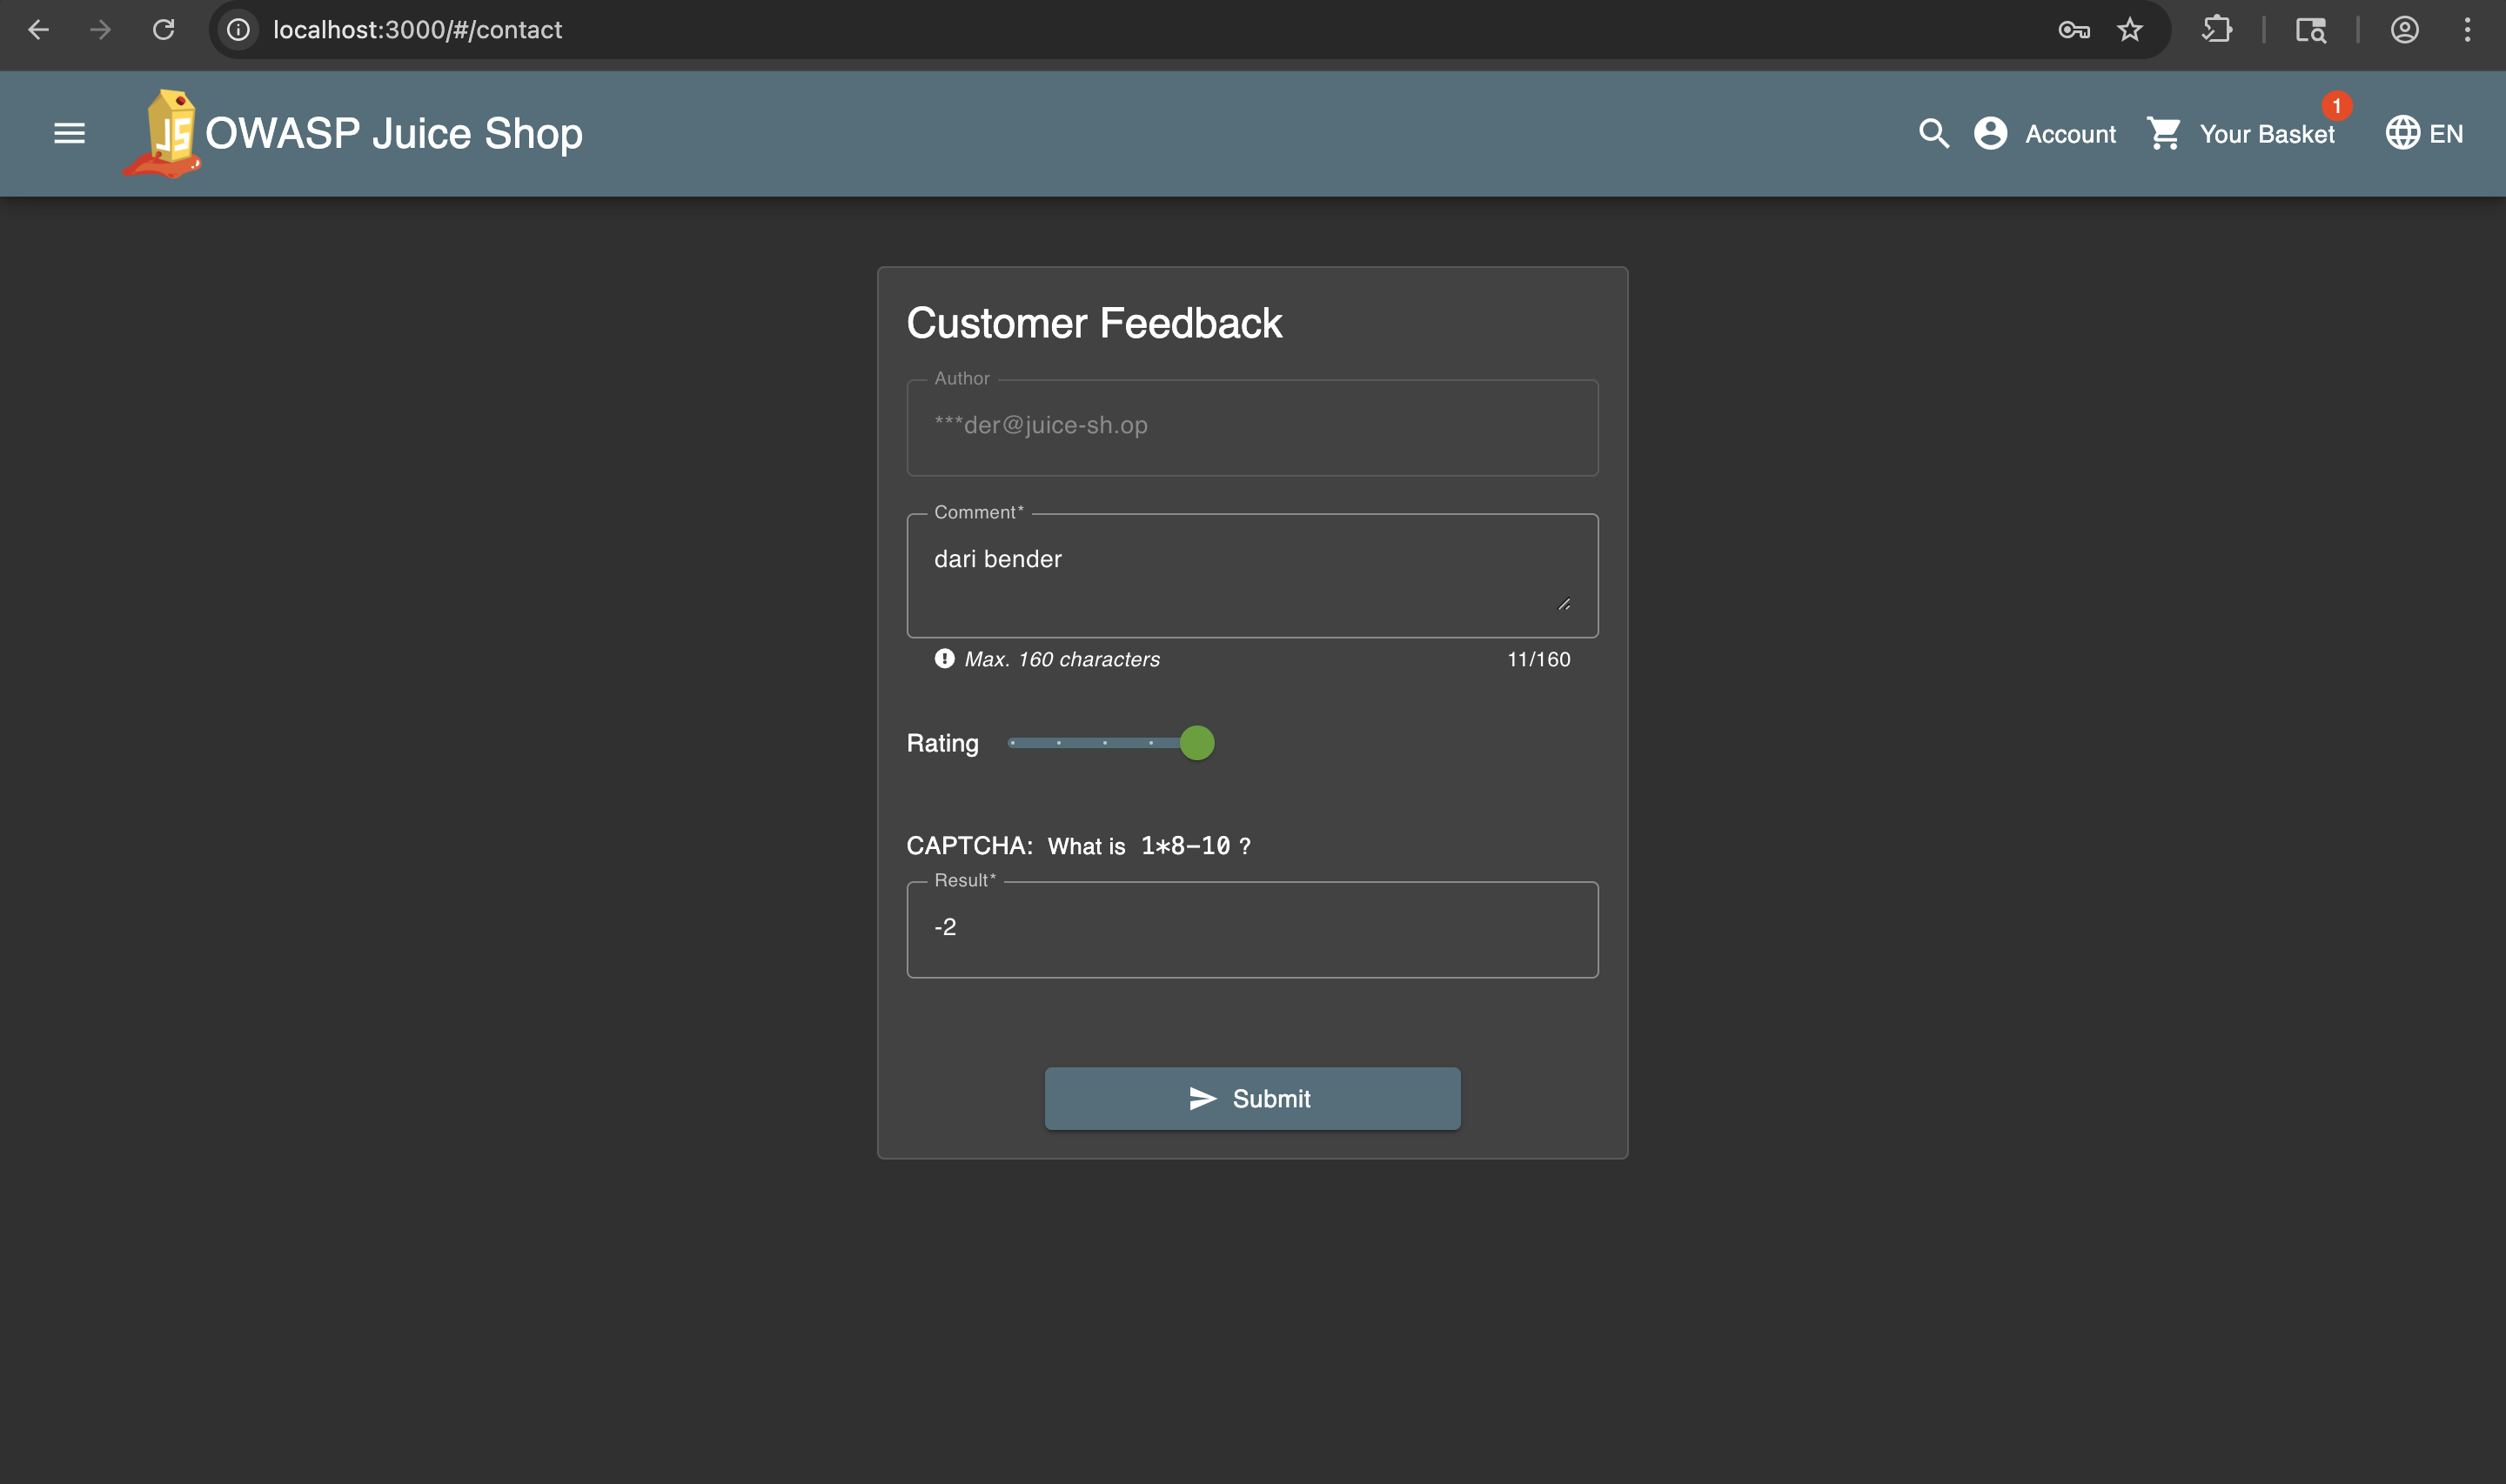 localhost:3000/#/contact
OWASP Juice Shop
Account
Your Basket
1
EN
Customer Feedback
Author
***der@juice-sh.op
Comment*
dari bender
Max. 160 characters
11/160
Rating
CAPTCHA: What is 1*8-10 ?
Result*
-2
Submit